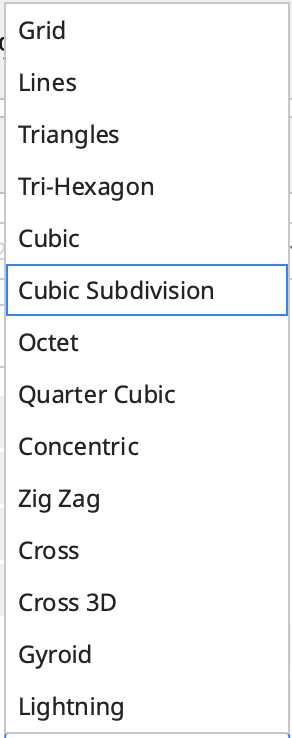 Grid
Lines
Triangles
Tri-Hexagon
Cubic
Cubic Subdivision
Octet
Quarter Cubic
Concentric
Zig Zag
Cross
Cross 3D
Gyroid
Lightning